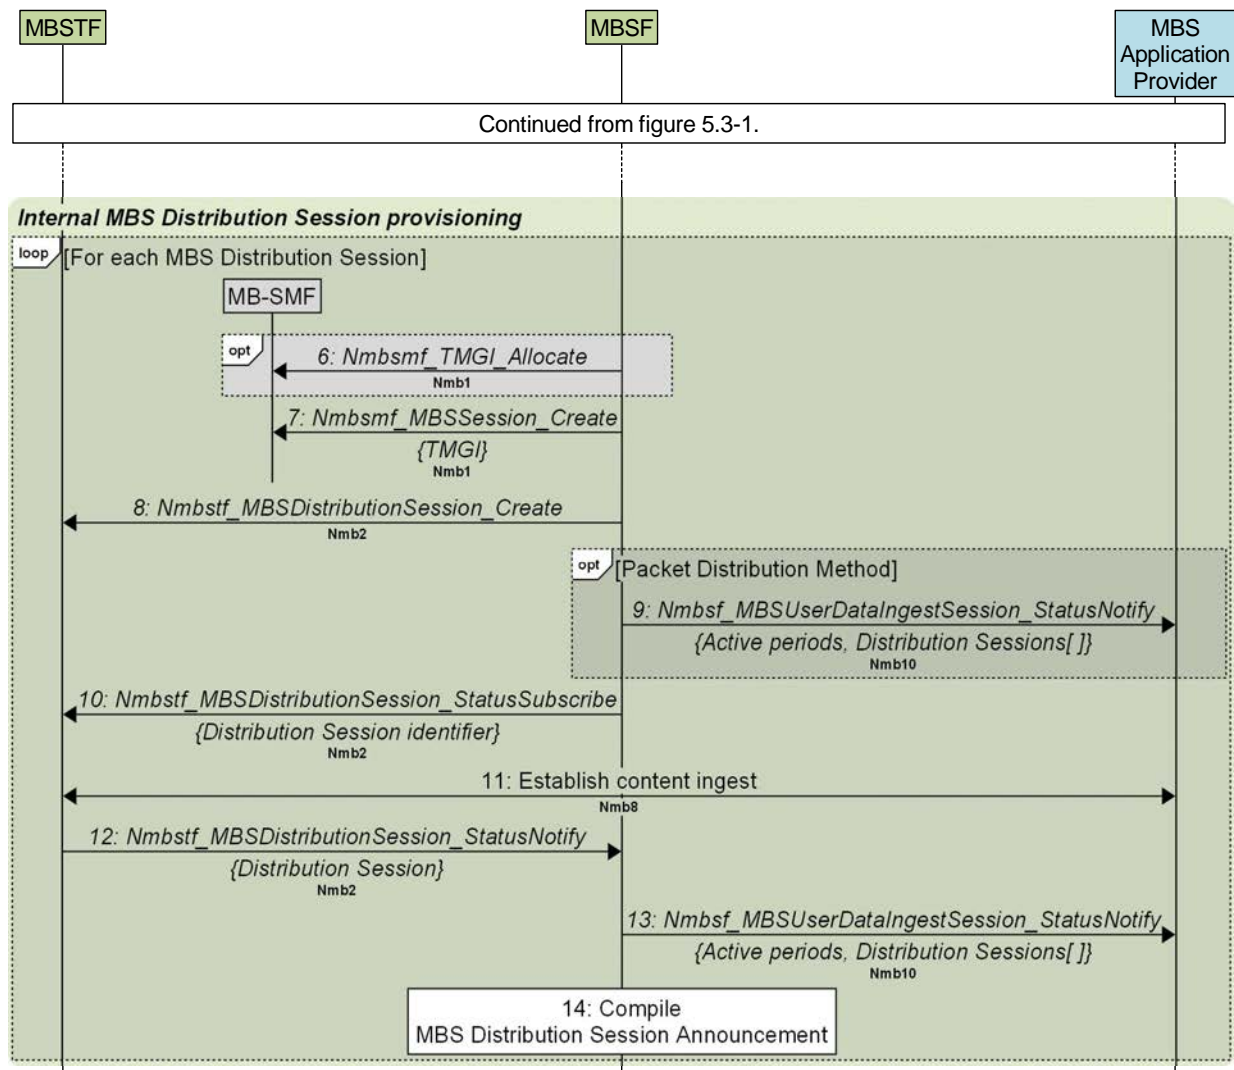 MBSTF
MBSF
MBS
Application
Provider
Continued from figure 5.3-1.
Internal MBS Distribution Session provisioning
loop
[For each MBS Distribution Session]
MB-SMF
opt
6: Nmbsmf_TMGI_Allocate
Nmb1
7: Nmbsmf_MBSSession_Create
{TMGI}
Nmb1
8: Nmbstf_MBSDistributionSession_Create
Nmb2
opt
[Packet Distribution Method]
9: Nmbsf_MBSUserDataIngestSession_StatusNotify
{Active periods, Distribution Sessions[ ]}
Nmb10
10: Nmbstf_MBSDistributionSession_StatusSubscribe
{Distribution Session identifier}
Nmb2
11: Establish content ingest
Nmb8
12: Nmbstf_MBSDistributionSession_StatusNotify
{Distribution Session}
Nmb2
13: Nmbsf_MBSUserDataIngestSession_StatusNotify
{Active periods, Distribution Sessions[ ]}
Nmb10
14: Compile
MBS Distribution Session Announcement